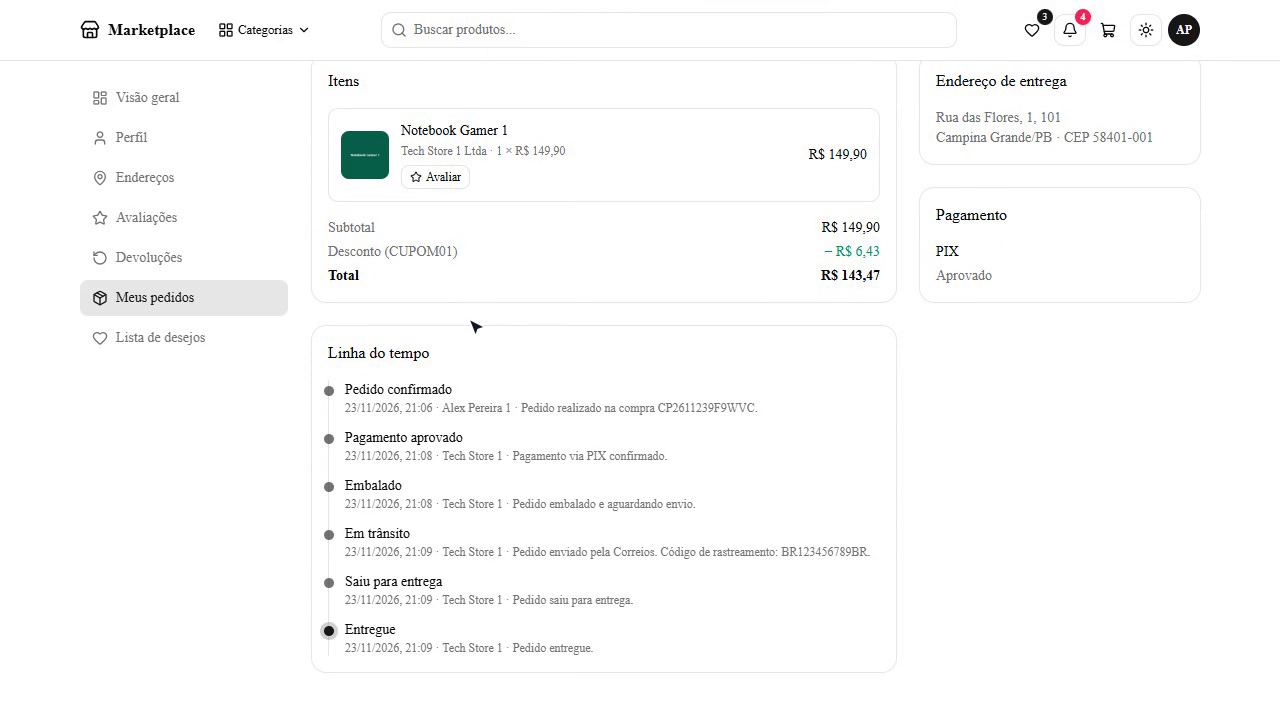 Marketplace
Categorias
Buscar produtos...
3
4
AP
Visão geral
Perfil
Endereços
Avaliações
Devoluções
Meus pedidos
Lista de desejos
Itens
Notebook Gamer 1
Notebook Gamer 1
Tech Store 1 Ltda · 1 × R$ 149,90
Avaliar
R$ 149,90
Subtotal R$ 149,90
Desconto (CUPOM01) − R$ 6,43
Total R$ 143,47
Linha do tempo
Pedido confirmado
23/11/2026, 21:06 · Alex Pereira 1 · Pedido realizado na compra CP2611239F9WVC.
Pagamento aprovado
23/11/2026, 21:08 · Tech Store 1 · Pagamento via PIX confirmado.
Embalado
23/11/2026, 21:08 · Tech Store 1 · Pedido embalado e aguardando envio.
Em trânsito
23/11/2026, 21:09 · Tech Store 1 · Pedido enviado pela Correios. Código de rastreamento: BR123456789BR.
Saiu para entrega
23/11/2026, 21:09 · Tech Store 1 · Pedido saiu para entrega.
Entregue
23/11/2026, 21:09 · Tech Store 1 · Pedido entregue.
Endereço de entrega
Rua das Flores, 1, 101
Campina Grande/PB · CEP 58401-001
Pagamento
PIX
Aprovado